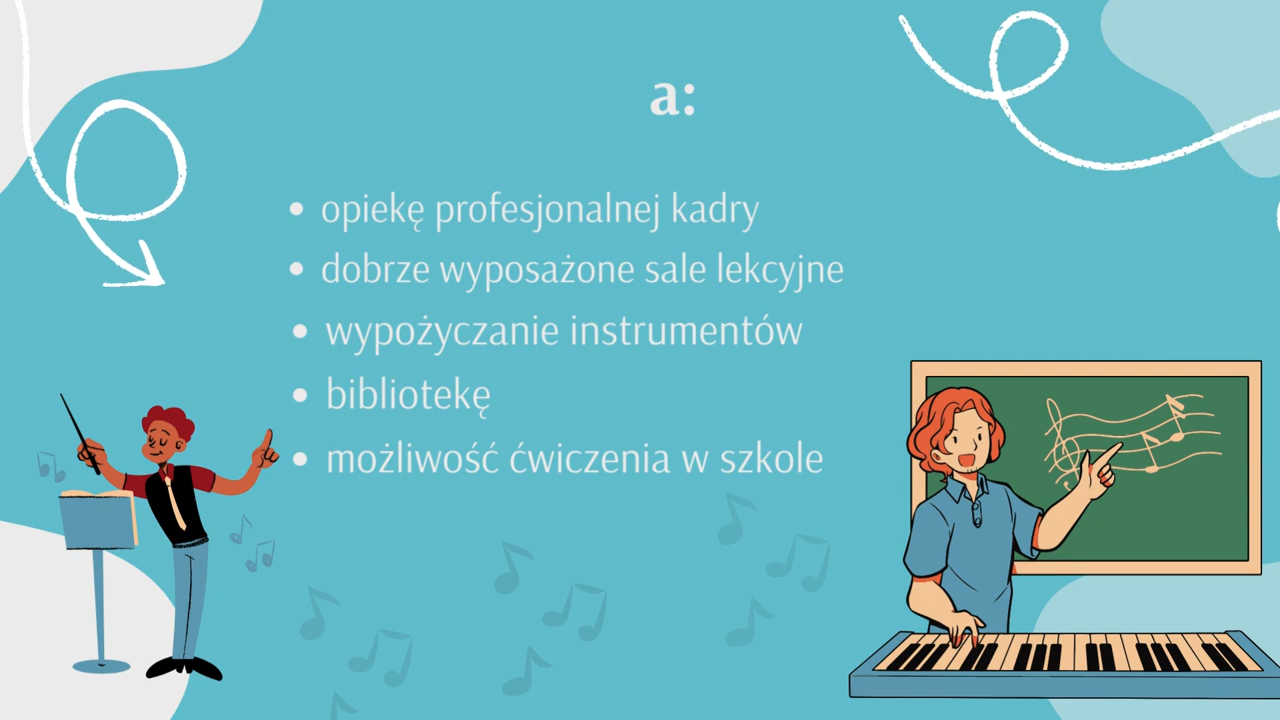 a:
• opiekę profesjonalnej kadry
• dobrze wyposażone sale lekcyjne
• wypożyczanie instrumentów
• bibliotekę
• możliwość ćwiczenia w szkole